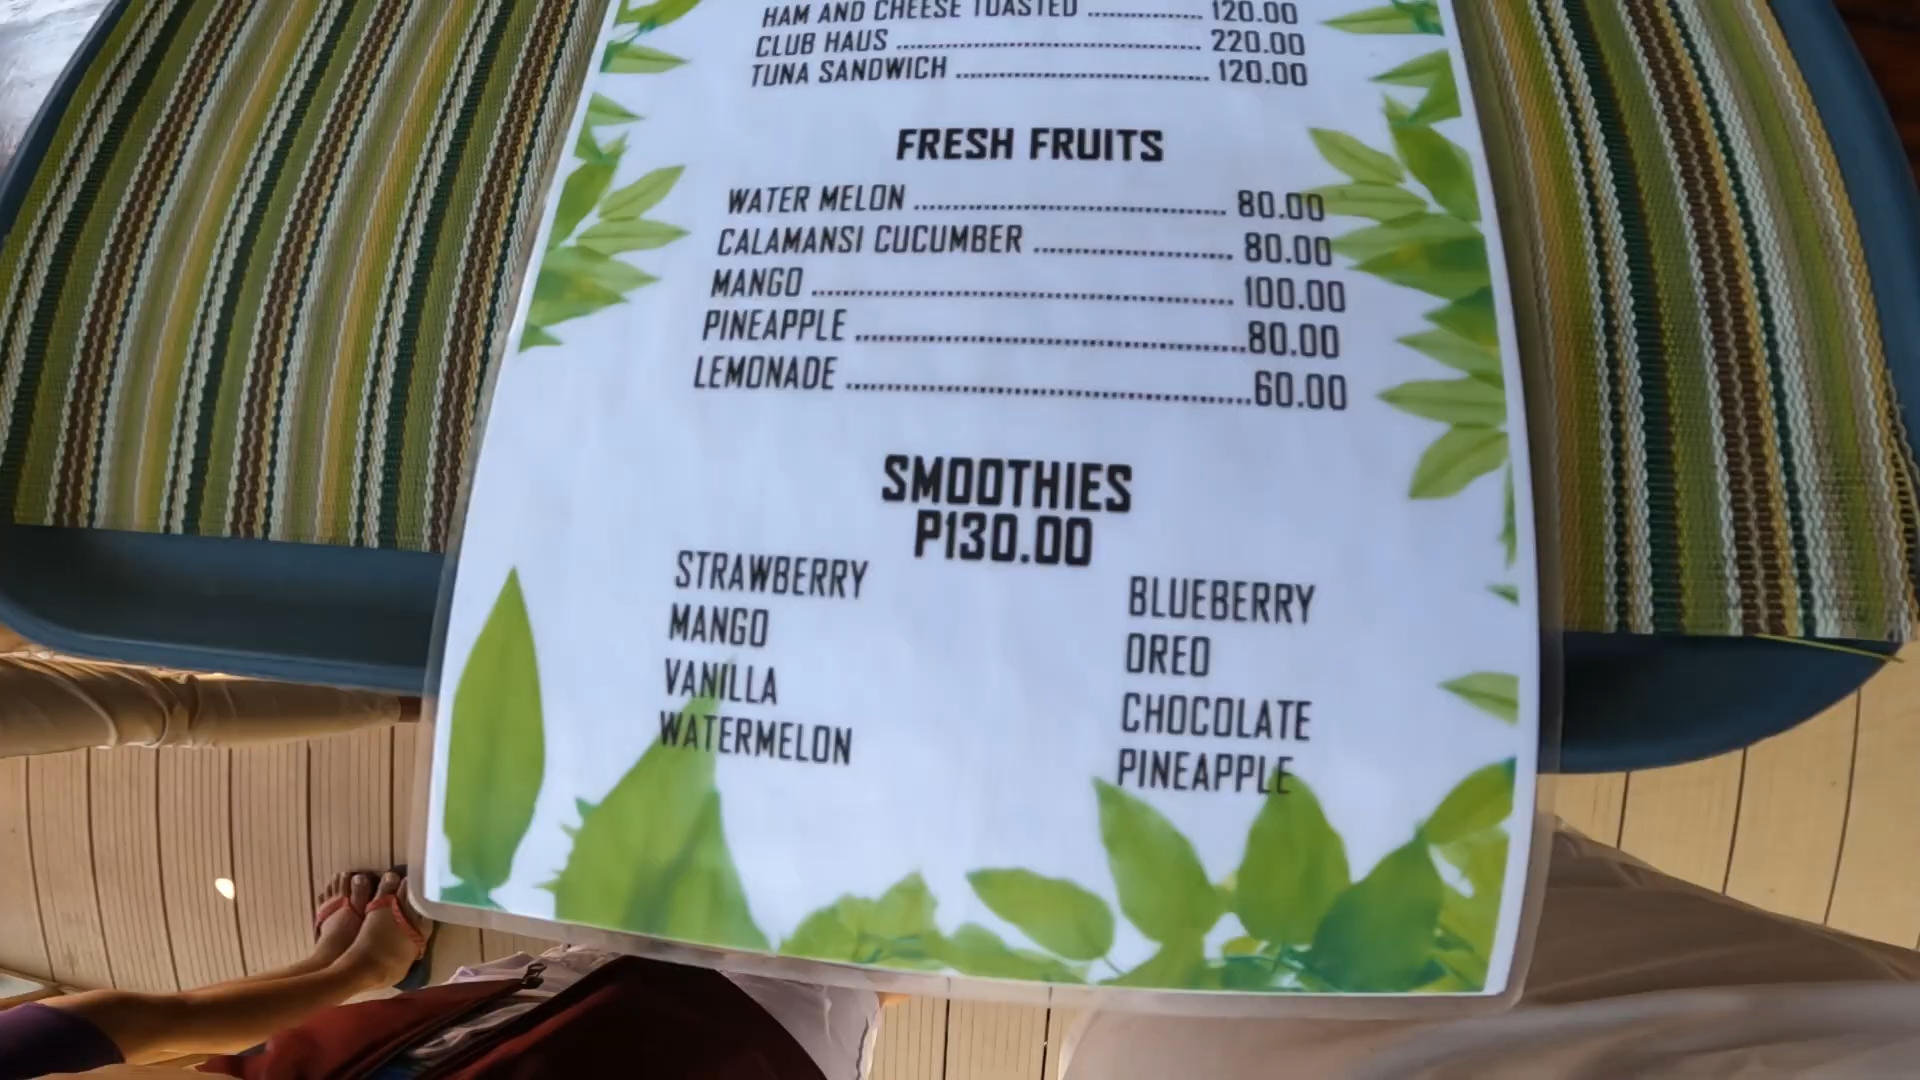 HAM AND CHEESE TOASTED ............... 120.00
CLUB HAUS ............... 220.00
TUNA SANDWICH ............... 120.00
FRESH FRUITS
WATER MELON ............... 80.00
CALAMANSI CUCUMBER ............... 80.00
MANGO ............... 100.00
PINEAPPLE ............... 80.00
LEMONADE ............... 60.00
SMOOTHIES
P130.00
STRAWBERRY
MANGO
VANILLA
WATERMELON
BLUEBERRY
OREO
CHOCOLATE
PINEAPPLE